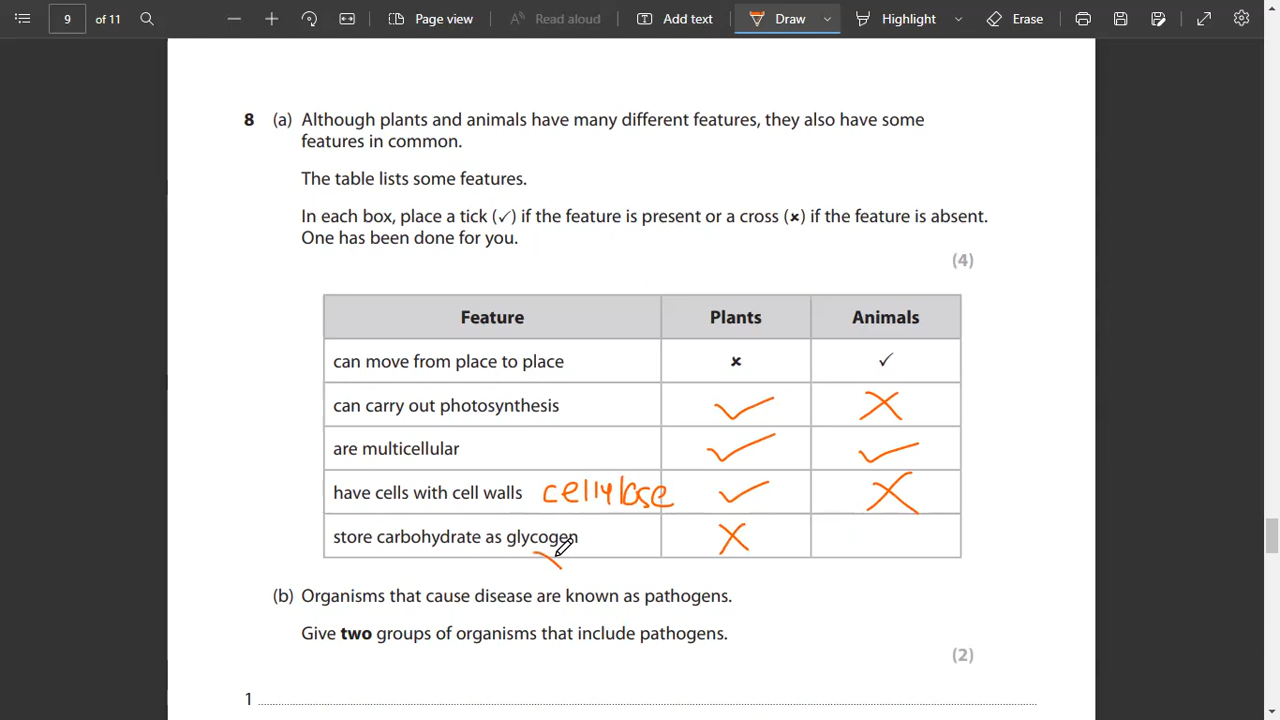 9 of 11 Page view Read aloud Add text Draw Highlight Erase
8 (a) Although plants and animals have many different features, they also have some
features in common.
The table lists some features.
In each box, place a tick (✓) if the feature is present or a cross (✗) if the feature is absent.
One has been done for you.
(4)
Feature Plants Animals
can move from place to place ✗ ✓
can carry out photosynthesis ✓ ✗
are multicellular ✓ ✓
have cells with cell walls cellylose ✓ ✗
store carbohydrate as glycogen ✗
(b) Organisms that cause disease are known as pathogens.
Give two groups of organisms that include pathogens.
(2)
1